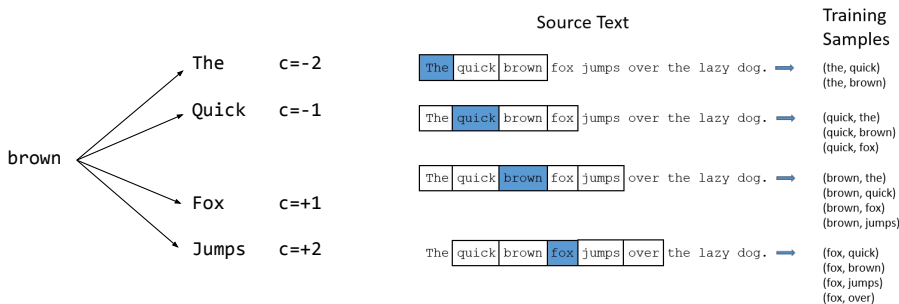 brown
The c=-2
Quick c=-1
Fox c=+1
Jumps c=+2
Source Text
Training
Samples
The quick brown fox jumps over the lazy dog.
(the, quick)
(the, brown)
The quick brown fox jumps over the lazy dog.
(quick, the)
(quick, brown)
(quick, fox)
The quick brown fox jumps over the lazy dog.
(brown, the)
(brown, quick)
(brown, fox)
(brown, jumps)
The quick brown fox jumps over the lazy dog.
(fox, quick)
(fox, brown)
(fox, jumps)
(fox, over)